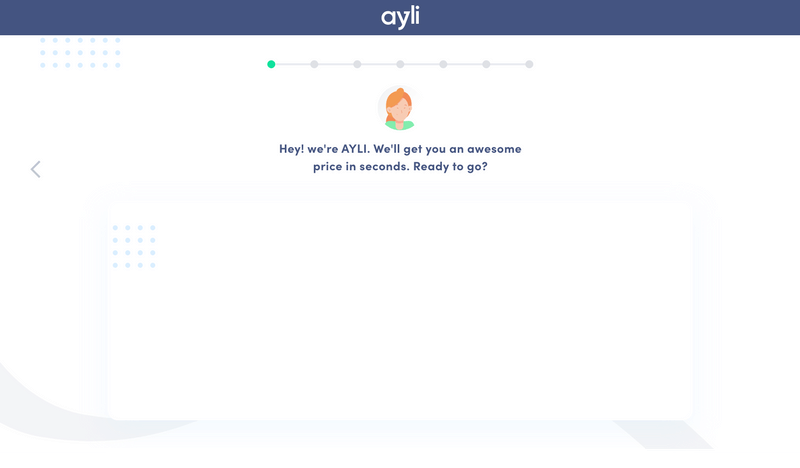 ayli
Hey! we're AYLI. We'll get you an awesome
price in seconds. Ready to go?